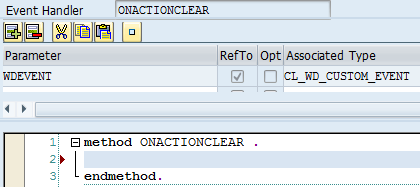 Event Handler ONACTIONCLEAR
Parameter RefTo Opt Associated Type
WDEVENT CL_WD_CUSTOM_EVENT
1 method ONACTIONCLEAR .
2
3 endmethod.